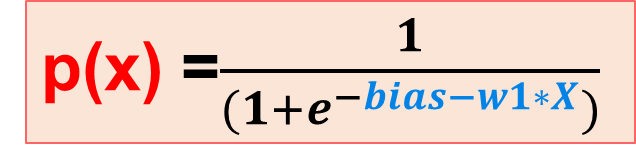 p(x) = 1/(1+e^(−bias−w1*X))